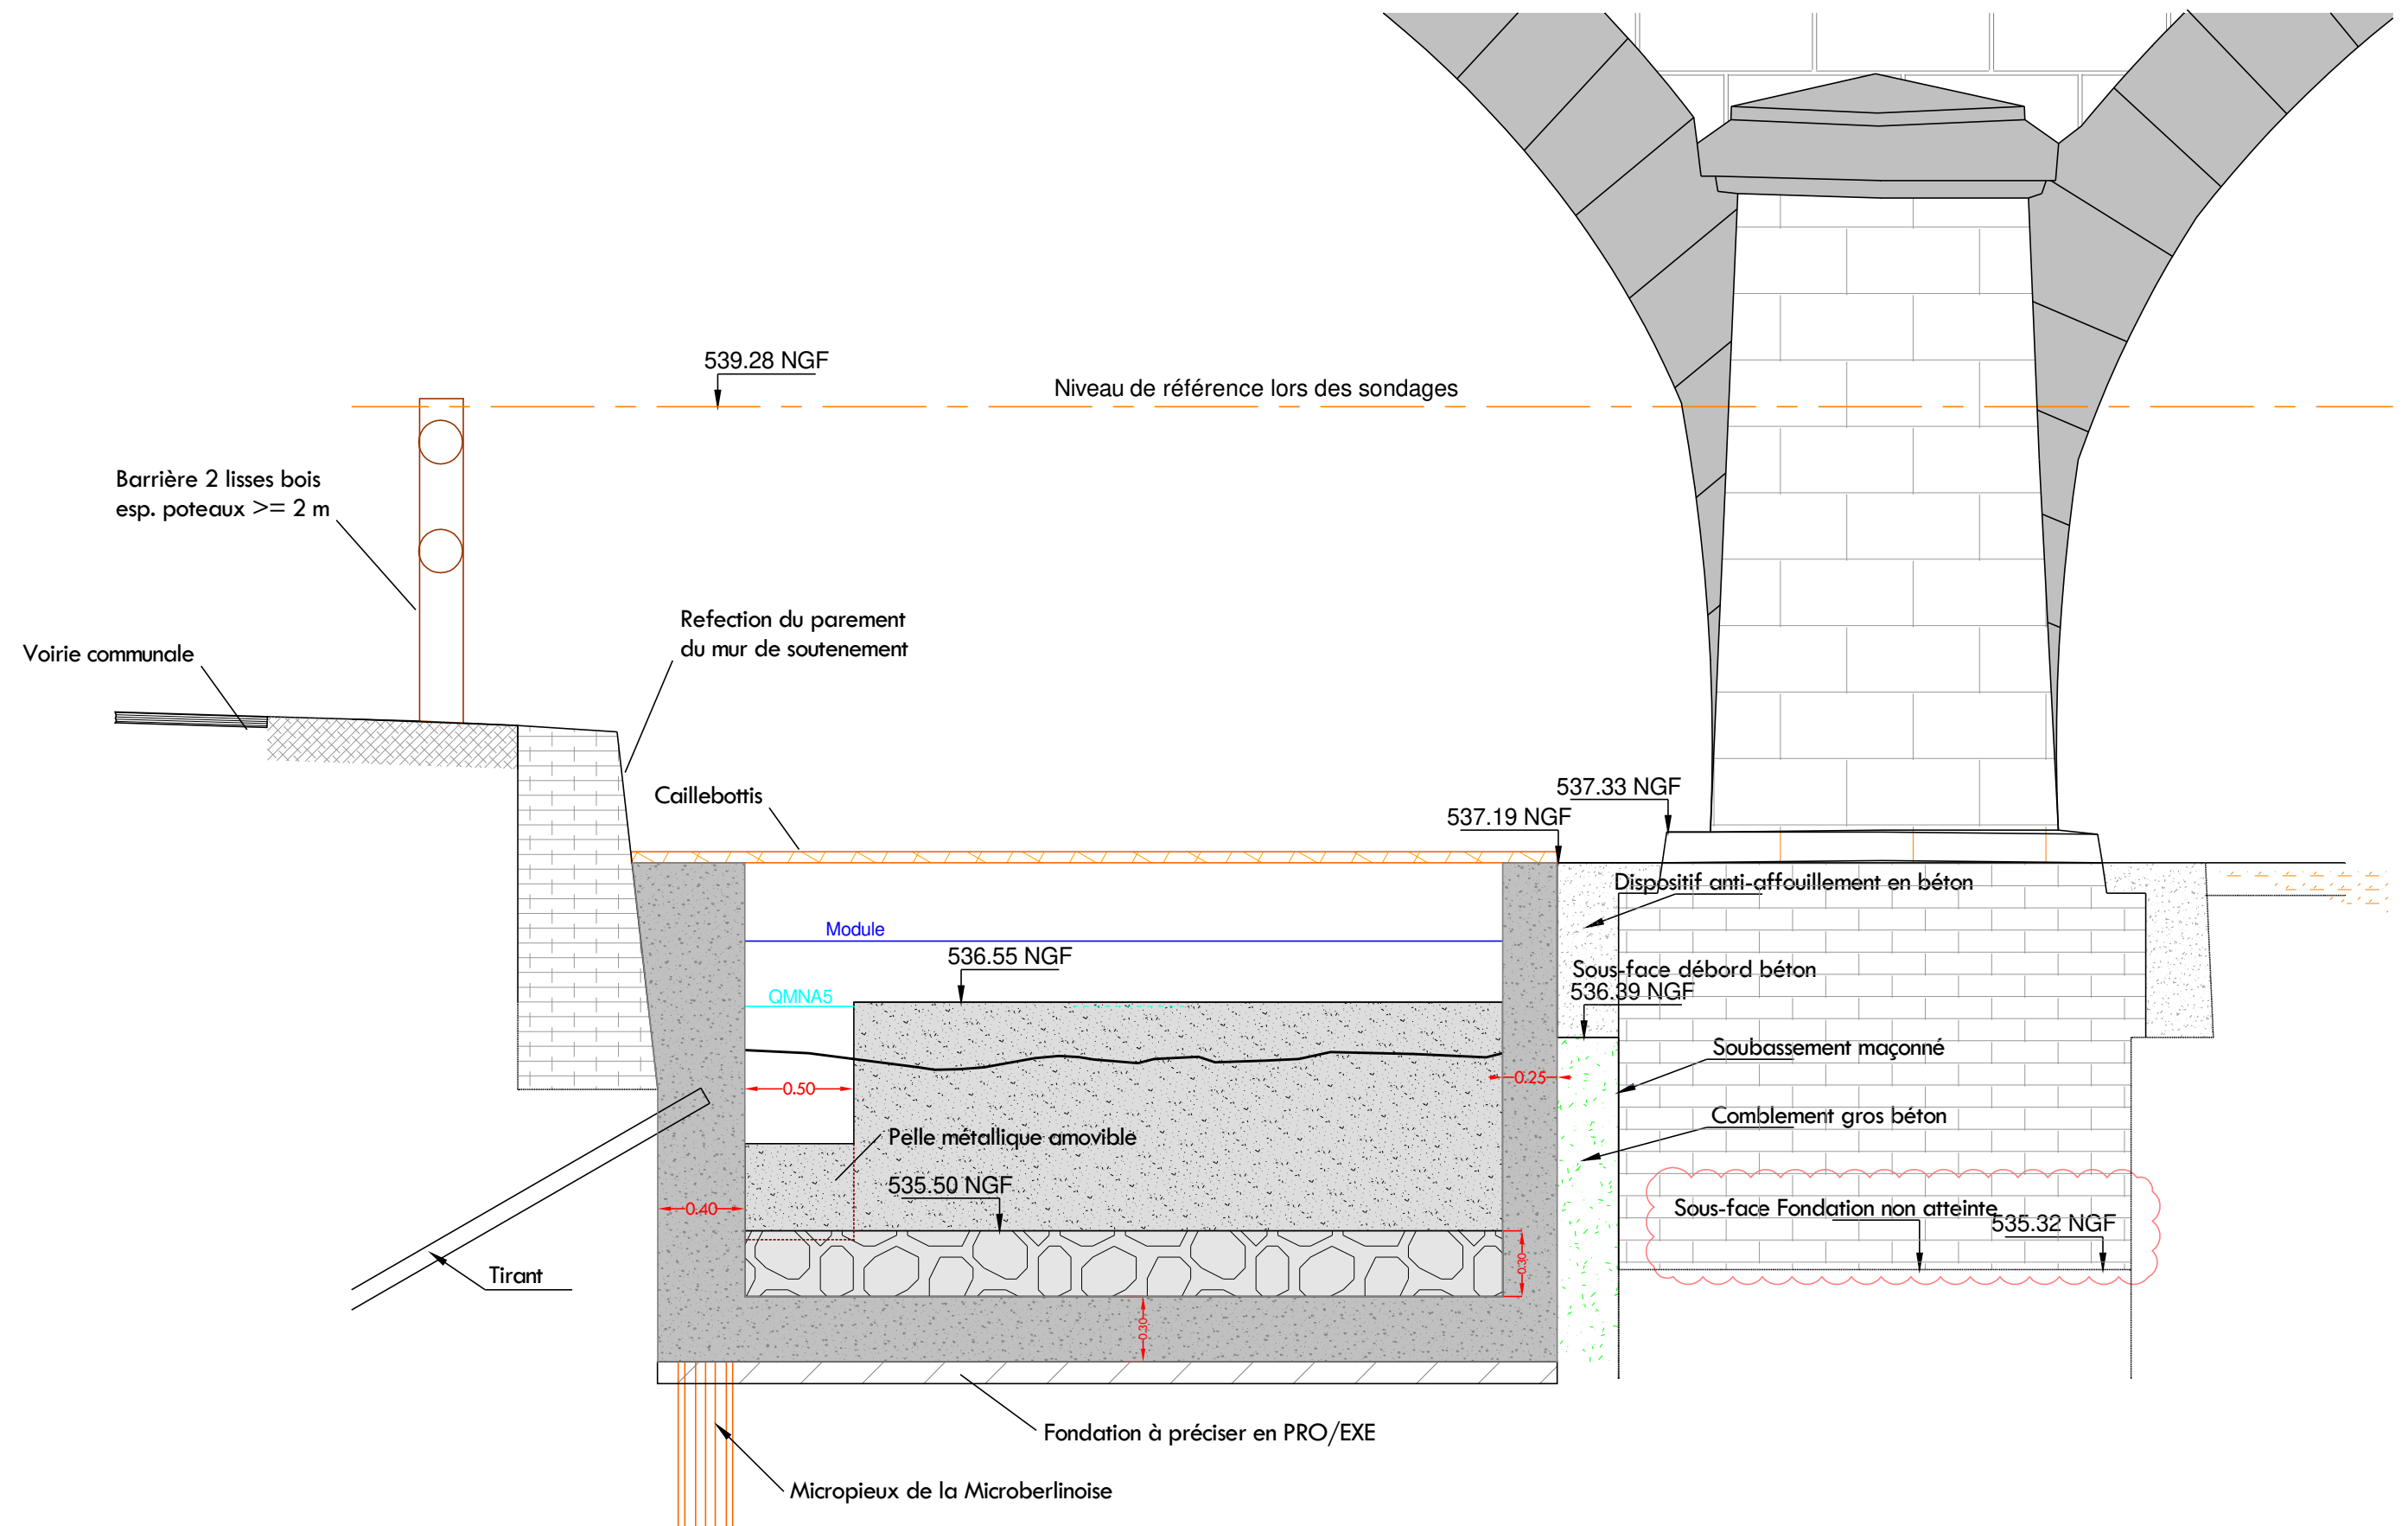 539.28 NGF
Niveau de référence lors des sondages
Barrière 2 lisses bois
esp. poteaux >= 2 m
Refection du parement
du mur de soutenement
Voirie communale
Caillebottis
537.33 NGF
537.19 NGF
Dispositif anti-affouillement en béton
Module
536.55 NGF
Sous-face débord béton
536.39 NGF
QMNA5
Soubassement maçonné
0.25
0.50
Comblement gros béton
Pelle métallique amovible
535.50 NGF
0.40
Sous-face Fondation non atteinte
535.32 NGF
0.30
Tirant
0.30
Fondation à préciser en PRO/EXE
Micropieux de la Microberlinoise